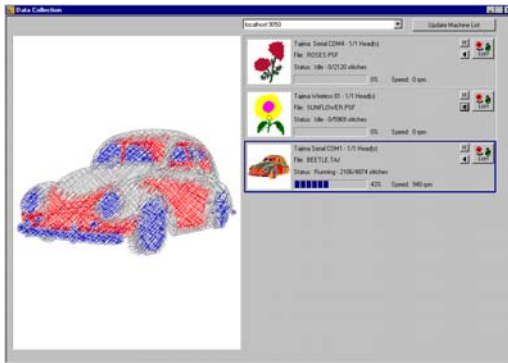 Data Collection
localhost 9050
Update Machine List
Tajima Serial COM4 - 1/1 Head(s)
File: ROSES.PSF
Status: Idle - 0/2120 stitches
0% Speed: 0 rpm
Tajima Wireless 01 - 1/1 Head(s)
File: SUNFLOWER.PSF
Status: Idle - 0/5969 stitches
0% Speed: 0 rpm
Tajima Serial COM1 - 1/1 Head(s)
File: BEETLE.TAJ
Status: Running - 2106/4874 stitches
43% Speed: 940 rpm